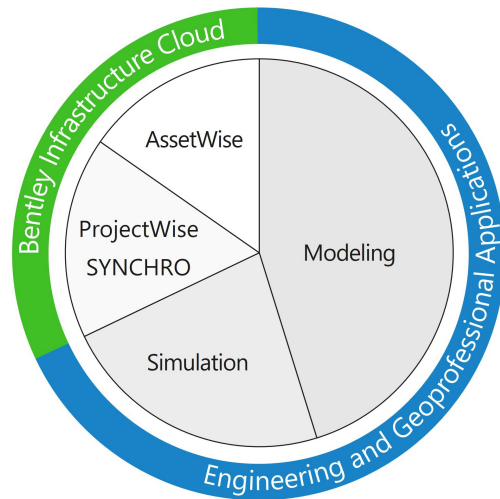 Bentley Infrastructure Cloud
Engineering and Geoprofessional Applications
AssetWise
ProjectWise
SYNCHRO
Modeling
Simulation